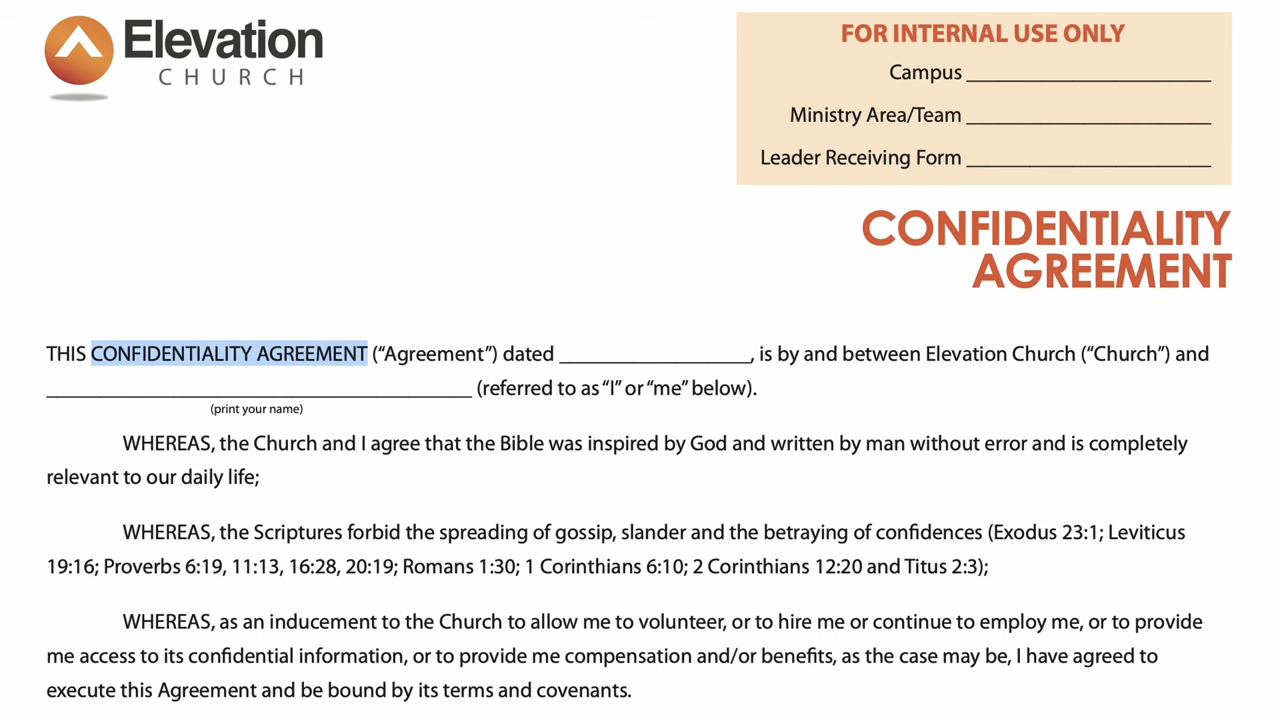 Elevation
CHURCH
FOR INTERNAL USE ONLY
Campus ______________________
Ministry Area/Team ______________________
Leader Receiving Form ______________________
CONFIDENTIALITY
AGREEMENT
THIS CONFIDENTIALITY AGREEMENT (“Agreement”) dated _________________, is by and between Elevation Church (“Church”) and
______________________________________ (referred to as “I” or “me” below).
(print your name)
WHEREAS, the Church and I agree that the Bible was inspired by God and written by man without error and is completely
relevant to our daily life;
WHEREAS, the Scriptures forbid the spreading of gossip, slander and the betraying of confidences (Exodus 23:1; Leviticus
19:16; Proverbs 6:19, 11:13, 16:28, 20:19; Romans 1:30; 1 Corinthians 6:10; 2 Corinthians 12:20 and Titus 2:3);
WHEREAS, as an inducement to the Church to allow me to volunteer, or to hire me or continue to employ me, or to provide
me access to its confidential information, or to provide me compensation and/or benefits, as the case may be, I have agreed to
execute this Agreement and be bound by its terms and covenants.